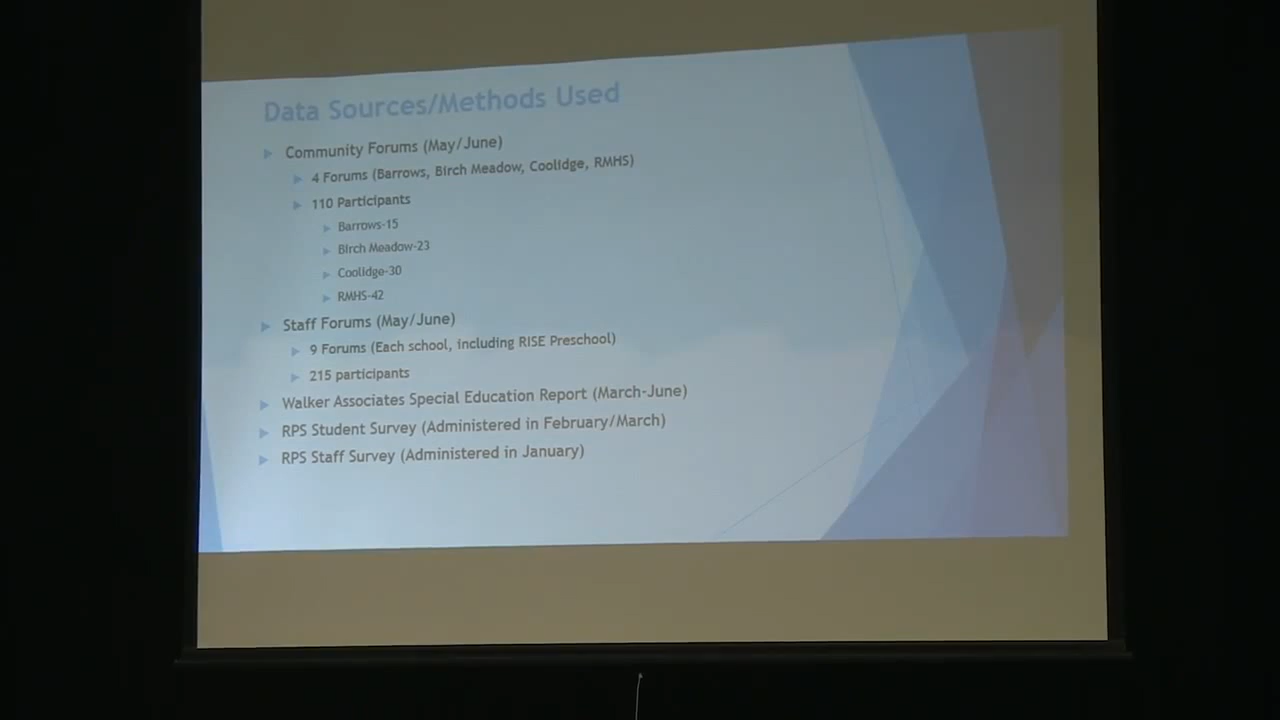 Data Sources/Methods Used
Community Forums (May/June)
4 Forums (Barrows, Birch Meadow, Coolidge, RMHS)
110 Participants
Barrows-15
Birch Meadow-23
Coolidge-30
RMHS-42
Staff Forums (May/June)
9 Forums (Each school, including RISE Preschool)
215 participants
Walker Associates Special Education Report (March-June)
RPS Student Survey (Administered in February/March)
RPS Staff Survey (Administered in January)